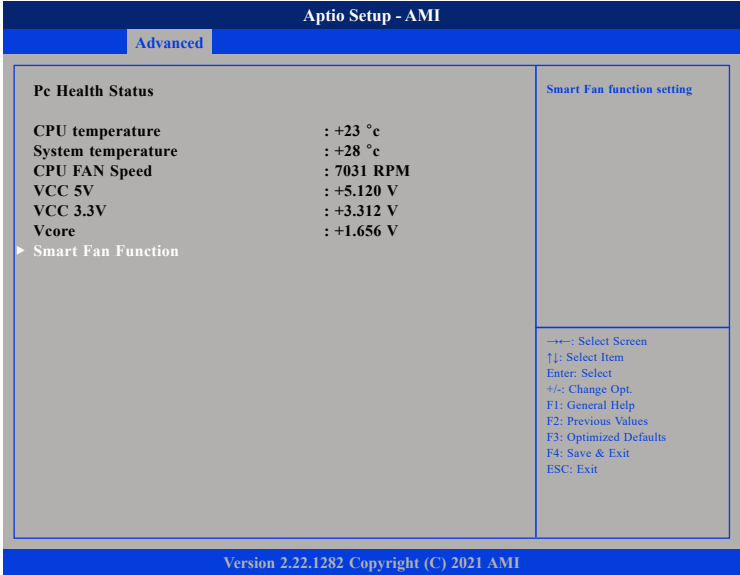 Aptio Setup - AMI
Advanced
Pc Health Status
CPU temperature : +23 °c
System temperature : +28 °c
CPU FAN Speed : 7031 RPM
VCC 5V : +5.120 V
VCC 3.3V : +3.312 V
Vcore : +1.656 V
▶ Smart Fan Function
Smart Fan function setting
→←: Select Screen
↑↓: Select Item
Enter: Select
+/-: Change Opt.
F1: General Help
F2: Previous Values
F3: Optimized Defaults
F4: Save & Exit
ESC: Exit
Version 2.22.1282 Copyright (C) 2021 AMI